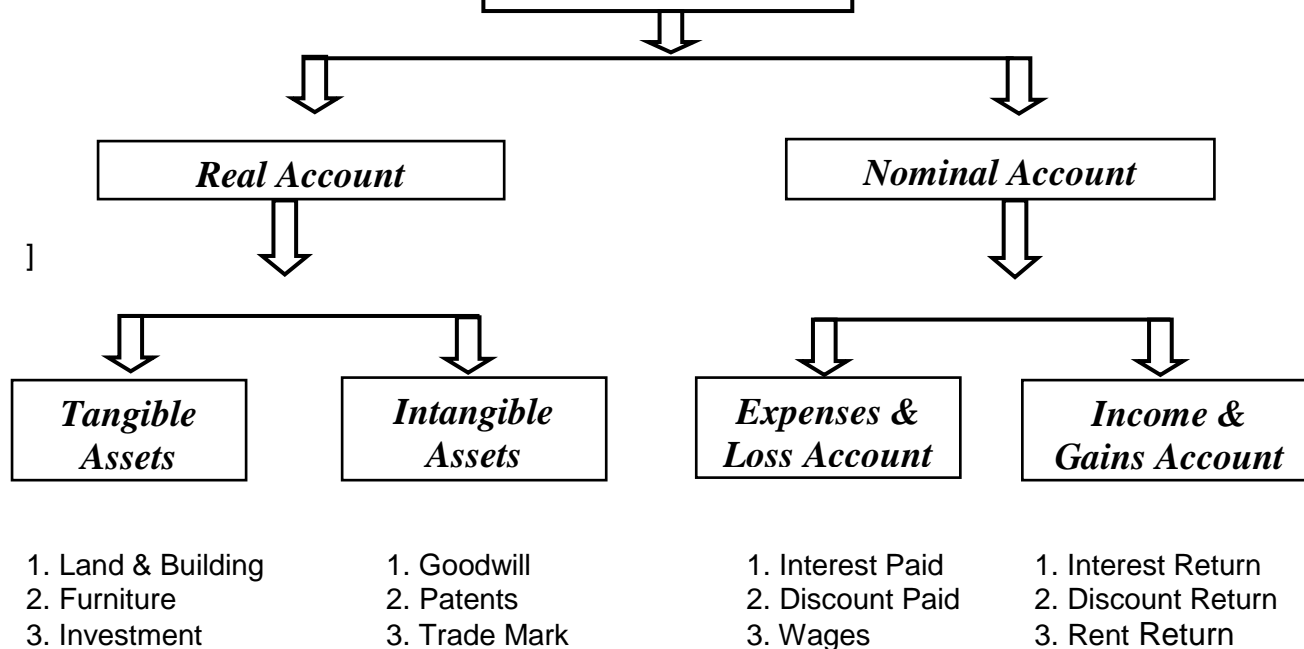 Real Account
Nominal Account
]
Tangible
Assets
Intangible
Assets
Expenses &
Loss Account
Income &
Gains Account
1. Land & Building
2. Furniture
3. Investment
1. Goodwill
2. Patents
3. Trade Mark
1. Interest Paid
2. Discount Paid
3. Wages
1. Interest Return
2. Discount Return
3. Rent Return